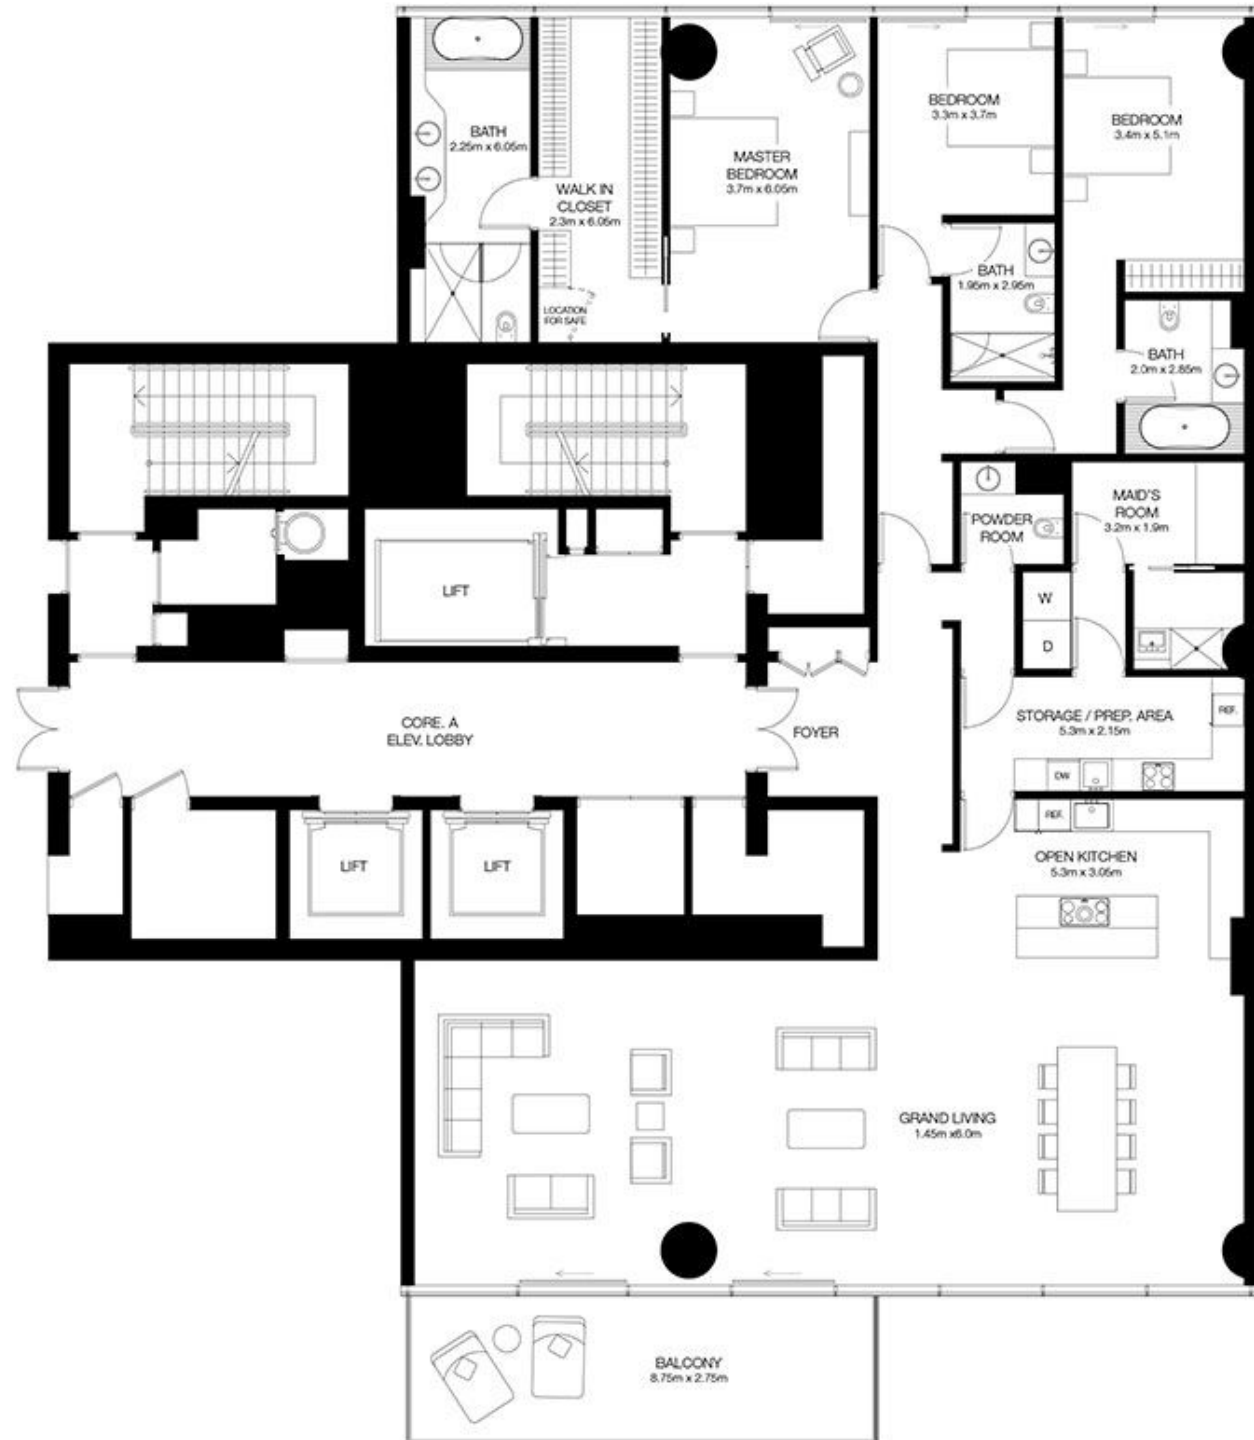 BATH
2.25m x 6.05m
WALK IN
CLOSET
2.3m x 6.05m
LOCATION
FOR SAFE
MASTER
BEDROOM
3.7m x 6.05m
BEDROOM
3.3m x 3.7m
BEDROOM
3.4m x 5.1m
BATH
1.95m x 2.95m
BATH
2.0m x 2.85m
MAID'S
ROOM
3.2m x 1.9m
POWDER
ROOM
W
D
LIFT
CORE. A
ELEV. LOBBY
FOYER
STORAGE / PREP. AREA
5.3m x 2.15m
REF.
DW
LIFT
LIFT
REF.
OPEN KITCHEN
5.3m x 3.05m
GRAND LIVING
1.45m x6.0m
BALCONY
8.75m x 2.75m